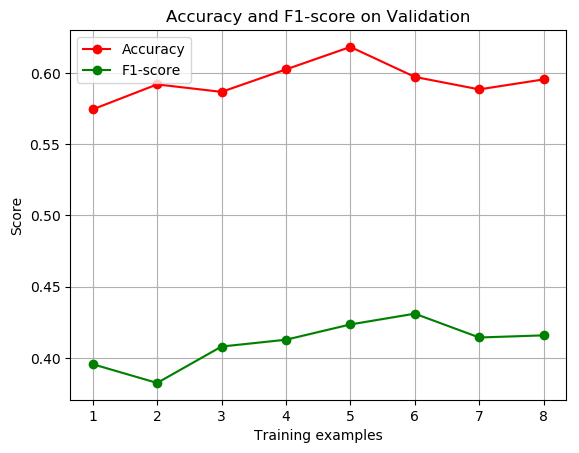 Accuracy and F1-score on Validation
Accuracy
F1-score
0.60
0.55
0.50
0.45
0.40
Score
1 2 3 4 5 6 7 8
Training examples